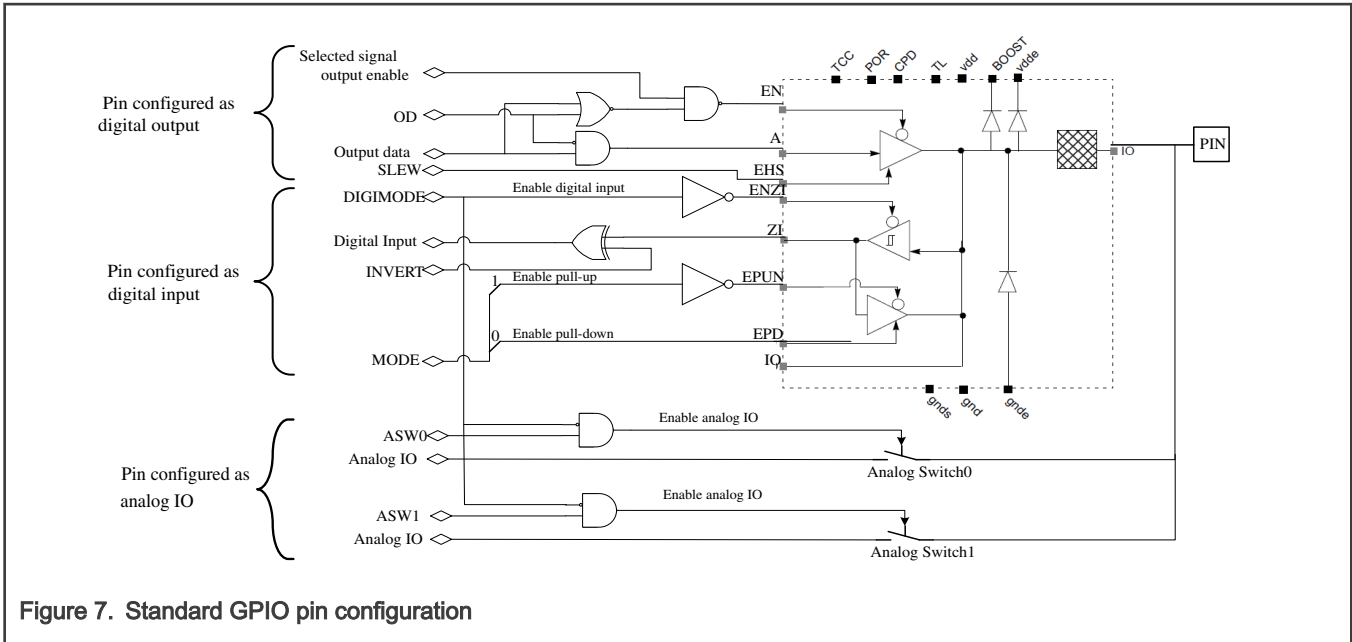 TCC
POR
CPD
TL
vdd
BOOST
vdde
Selected signal
output enable
EN
Pin configured as
digital output
OD
A
PIN
IO
Output data
SLEW
EHS
DIGIMODE
Enable digital input
ENZI
ZI
Digital Input
INVERT
Pin configured as
digital input
1
Enable pull-up
EPUN
0
Enable pull-down
EPD
MODE
IO
gnds
gnd
gnde
Enable analog IO
ASW0
Analog IO
Analog Switch0
Pin configured as
analog IO
Enable analog IO
ASW1
Analog IO
Analog Switch1
Figure 7. Standard GPIO pin configuration